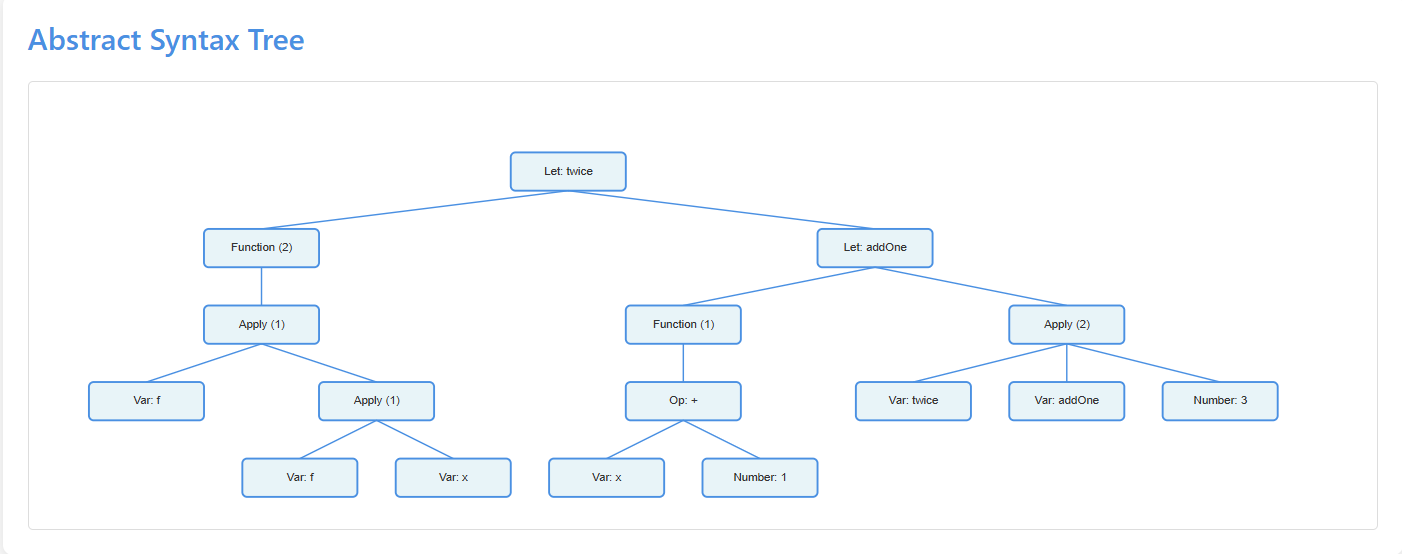 Abstract Syntax Tree
Let: twice
Function (2)
Let: addOne
Apply (1)
Function (1)
Apply (2)
Var: f
Apply (1)
Op: +
Var: twice
Var: addOne
Number: 3
Var: f
Var: x
Var: x
Number: 1